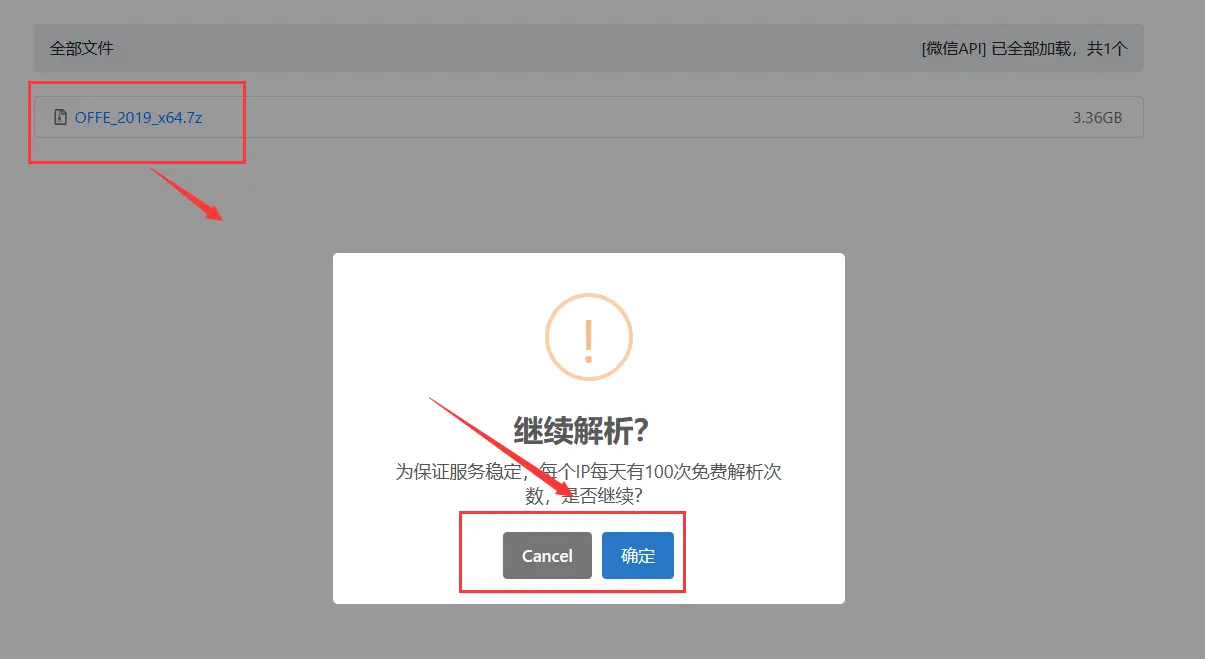 全部文件
[微信API] 已全部加载，共1个
OFFE_2019_x64.7z
3.36GB
继续解析？
为保证服务稳定，每个IP每天有100次免费解析次
数，是否继续？
Cancel
确定